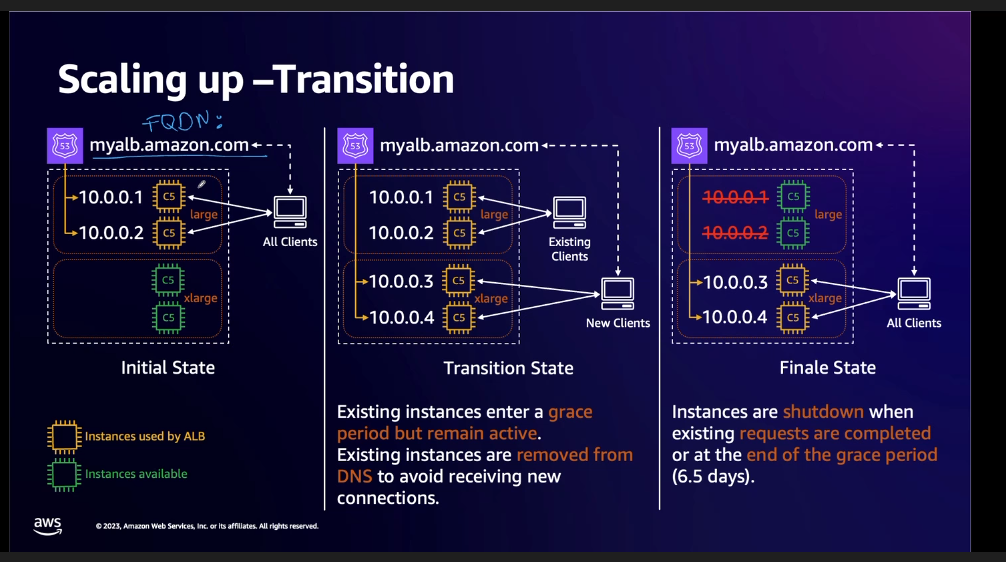 Scaling up –Transition
FQDN:
53
myalb.amazon.com
10.0.0.1
C5
large
10.0.0.2
C5
All Clients
C5
xlarge
C5
Initial State
Instances used by ALB
Instances available
53
myalb.amazon.com
10.0.0.1
C5
large
10.0.0.2
C5
Existing
Clients
10.0.0.3
C5
xlarge
10.0.0.4
C5
New Clients
Transition State
Existing instances enter a grace
period but remain active.
Existing instances are removed from
DNS to avoid receiving new
connections.
53
myalb.amazon.com
10.0.0.1
C5
large
10.0.0.2
C5
10.0.0.3
C5
xlarge
10.0.0.4
C5
All Clients
Finale State
Instances are shutdown when
existing requests are completed
or at the end of the grace period
(6.5 days).
aws
© 2023, Amazon Web Services, Inc. or its affiliates. All rights reserved.